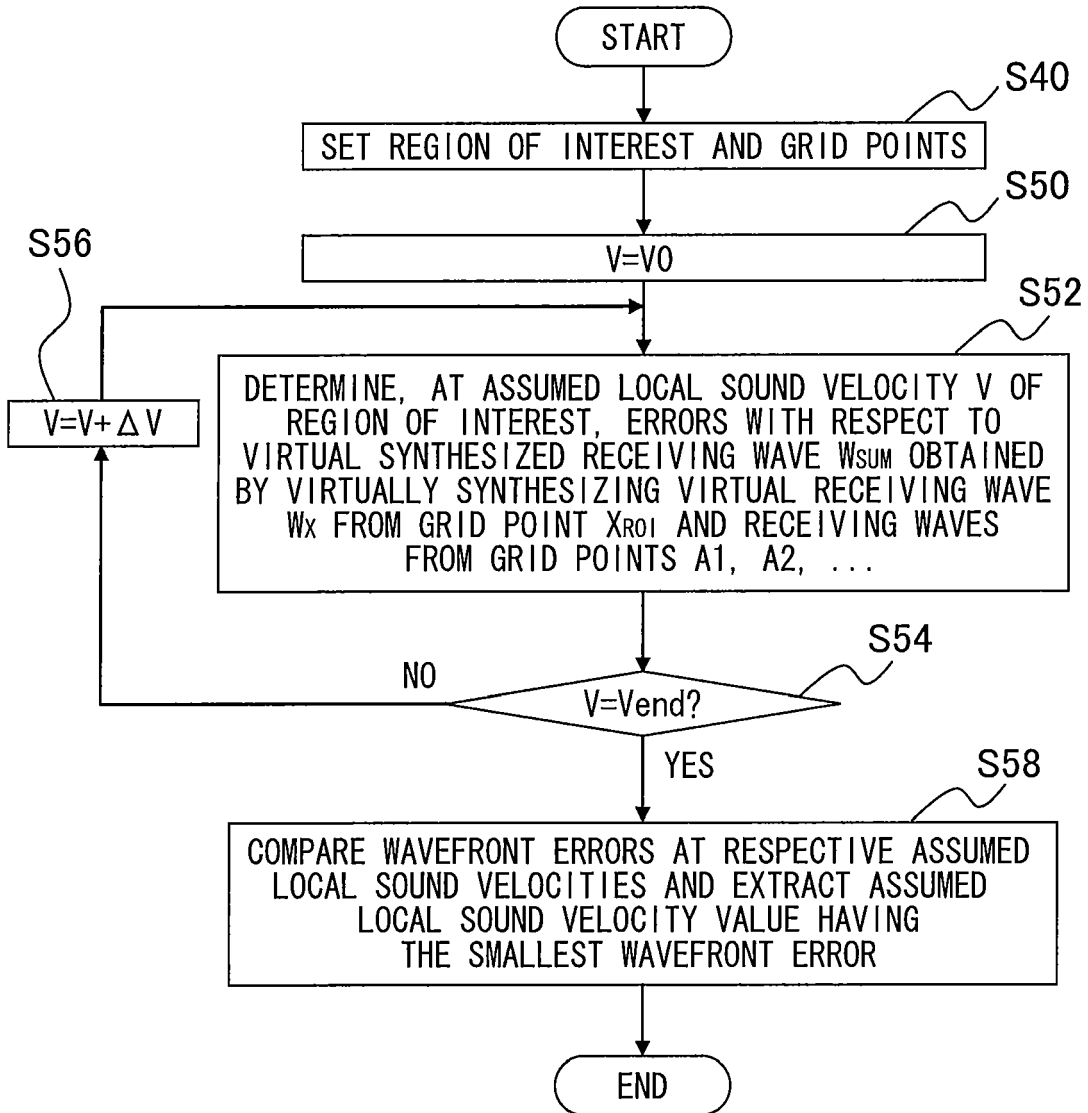 START
S40
SET REGION OF INTEREST AND GRID POINTS
S50
V=V0
S56
V=V+ΔV
S52
DETERMINE, AT ASSUMED LOCAL SOUND VELOCITY V OF
REGION OF INTEREST, ERRORS WITH RESPECT TO
VIRTUAL SYNTHESIZED RECEIVING WAVE WSUM OBTAINED
BY VIRTUALLY SYNTHESIZING VIRTUAL RECEIVING WAVE
WX FROM GRID POINT XROI AND RECEIVING WAVES
FROM GRID POINTS A1, A2, ...
S54
NO
V=Vend?
YES
S58
COMPARE WAVEFRONT ERRORS AT RESPECTIVE ASSUMED
LOCAL SOUND VELOCITIES AND EXTRACT ASSUMED
LOCAL SOUND VELOCITY VALUE HAVING
THE SMALLEST WAVEFRONT ERROR
END